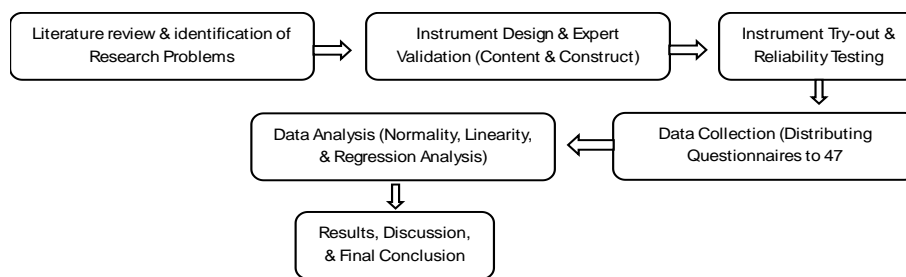 Literature review & identification of
Research Problems
Instrument Design & Expert
Validation (Content & Construct)
Instrument Try-out &
Reliability Testing
Data Collection (Distributing
Questionnaires to 47
Data Analysis (Normality, Linearity,
& Regression Analysis)
Results, Discussion,
& Final Conclusion